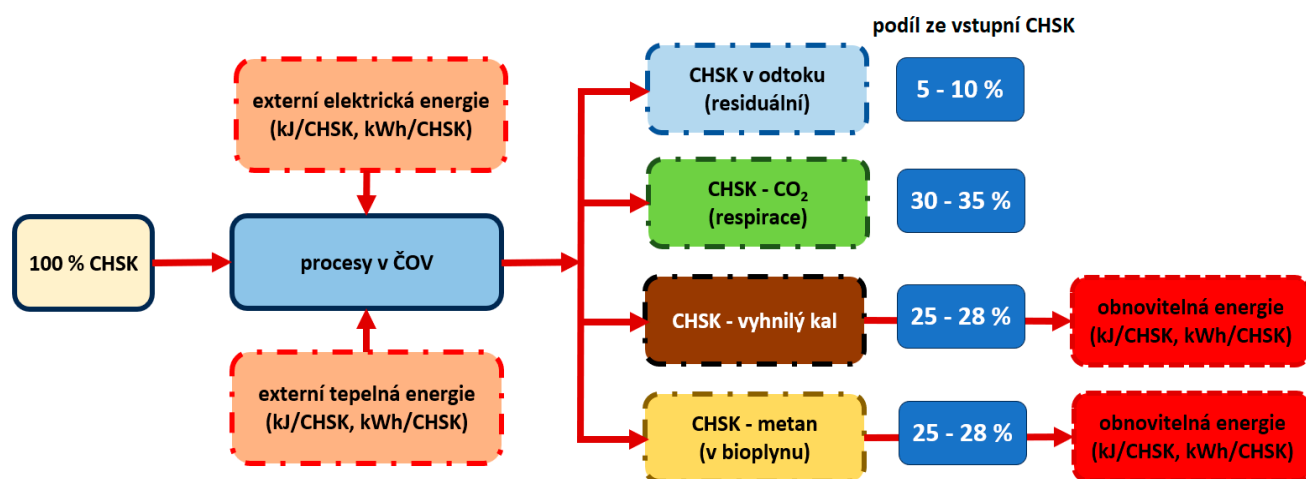 podíl ze vstupní CHSK
externí elektrická energie
(kJ/CHSK, kWh/CHSK)
CHSK v odtoku
(residuální)
5 - 10 %
CHSK - CO₂
(respirace)
30 - 35 %
100 % CHSK
procesy v ČOV
CHSK - vyhnilý kal
25 - 28 %
obnovitelná energie
(kJ/CHSK, kWh/CHSK)
externí tepelná energie
(kJ/CHSK, kWh/CHSK)
CHSK - metan
(v bioplynu)
25 - 28 %
obnovitelná energie
(kJ/CHSK, kWh/CHSK)